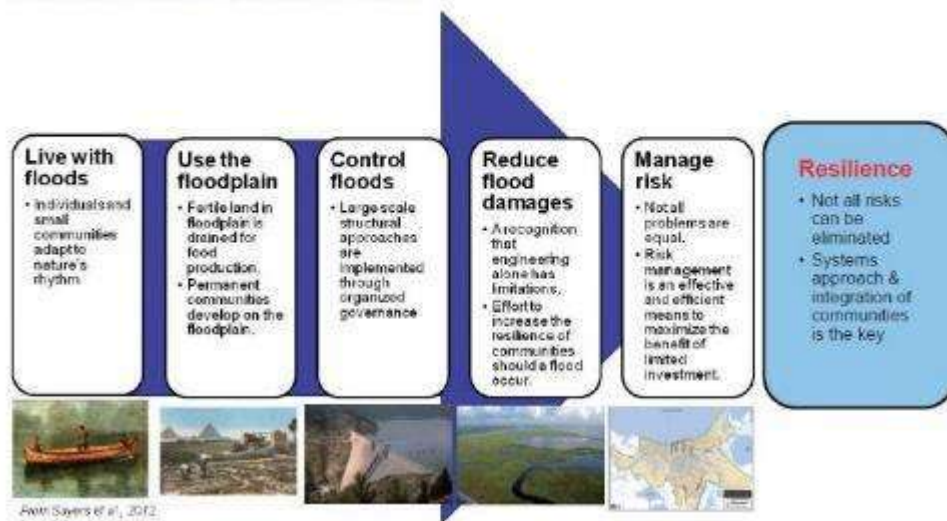 Live with
floods
• Individuals and
small
communities
adapt to
nature's
rhythm
Use the
floodplain
• Fertile land in
floodplain is
drained for
food
production.
• Permanent
communities
develop on the
floodplain.
Control
floods
• Large scale
structural
approaches
are
implemented
through
organized
governance
Reduce
flood
damages
• A recognition
that
engineering
alone has
limitations.
• Effort to
increase the
resilience of
communities
should a flood
occur.
Manage
risk
• Not all
problems are
equal.
• Risk
management
is an effective
and efficient
means to
maximize the
benefit of
limited
investment.
Resilience
• Not all risks
can be
eliminated
• Systems
approach &
integration of
communities
is the key
From Sayers et al., 2012